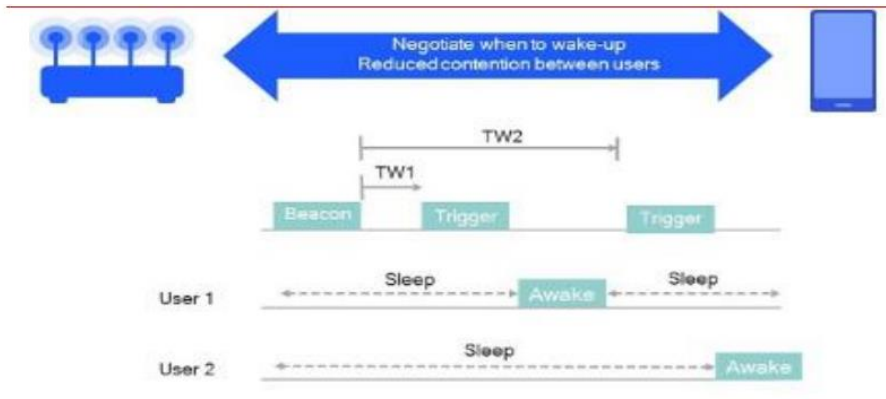 Negotiate when to wake-up
Reduced contention between users
TW2
TW1
Beacon Trigger Trigger
User 1 Sleep Awake Sleep
User 2 Sleep Awake